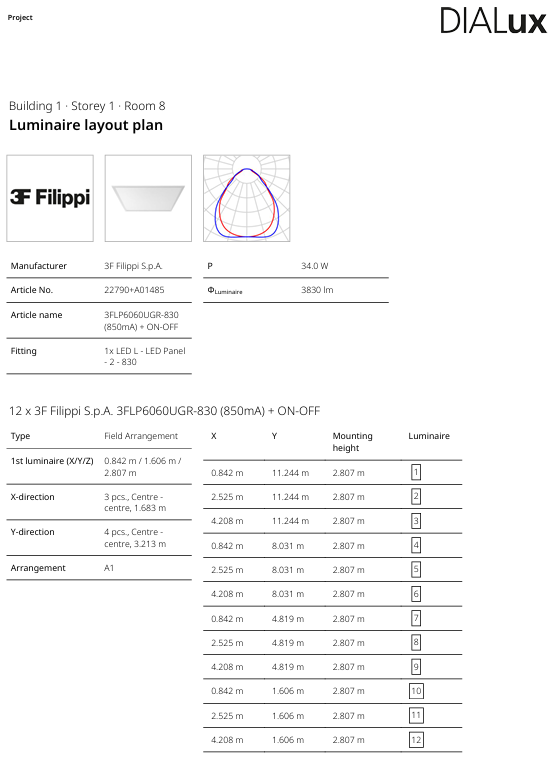 Project
DIALux
Building 1 · Storey 1 · Room 8
Luminaire layout plan
3F Filippi
Manufacturer 3F Filippi S.p.A. P 34.0 W
Article No. 22790+A01485 ΦLuminaire 3830 lm
Article name 3FLP6060UGR-830
(850mA) + ON-OFF
Fitting 1x LED L - LED Panel
- 2 - 830
12 x 3F Filippi S.p.A. 3FLP6060UGR-830 (850mA) + ON-OFF
Type Field Arrangement
1st luminaire (X/Y/Z) 0.842 m / 1.606 m /
2.807 m
X-direction 3 pcs., Centre -
centre, 1.683 m
Y-direction 4 pcs., Centre -
centre, 3.213 m
Arrangement A1
X Y Mounting Luminaire
height
0.842 m 11.244 m 2.807 m 1
2.525 m 11.244 m 2.807 m 2
4.208 m 11.244 m 2.807 m 3
0.842 m 8.031 m 2.807 m 4
2.525 m 8.031 m 2.807 m 5
4.208 m 8.031 m 2.807 m 6
0.842 m 4.819 m 2.807 m 7
2.525 m 4.819 m 2.807 m 8
4.208 m 4.819 m 2.807 m 9
0.842 m 1.606 m 2.807 m 10
2.525 m 1.606 m 2.807 m 11
4.208 m 1.606 m 2.807 m 12